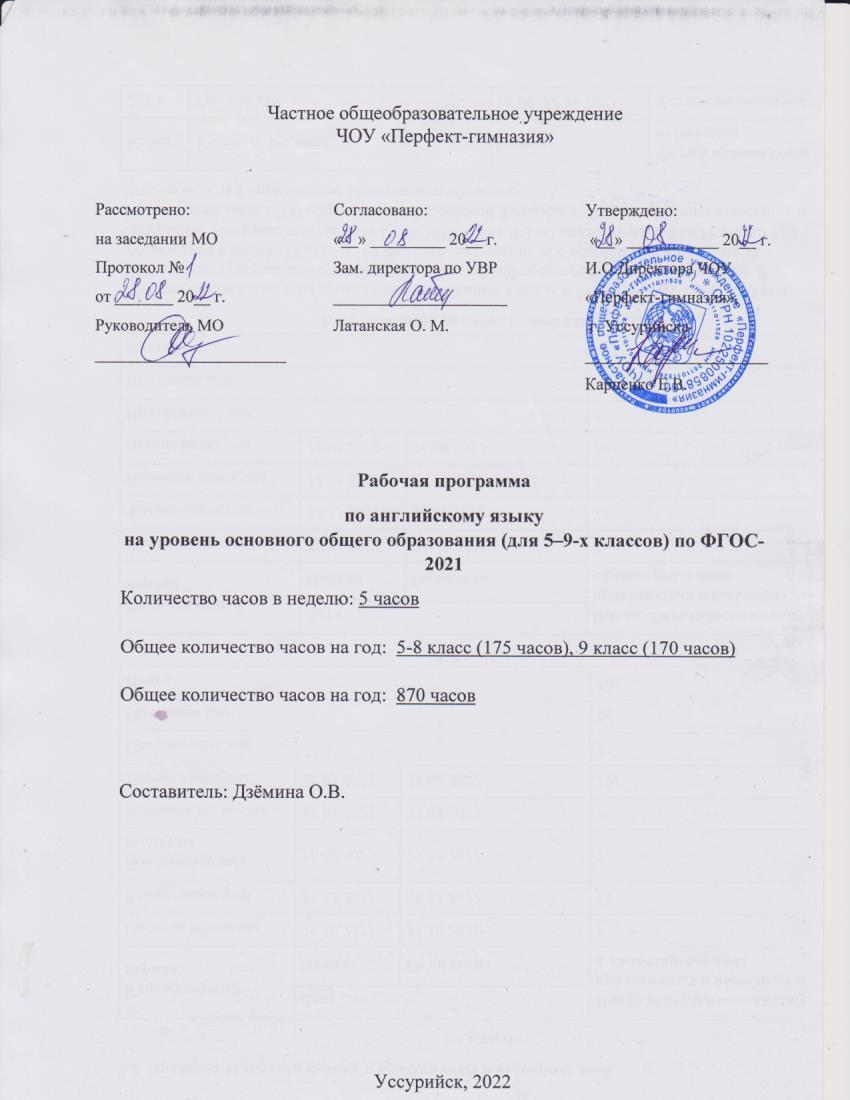 Частное общеобразовательное учреждение
ЧОУ «Перфект-гимназия»
Рассмотрено:
на заседании МО
Протокол № 1
от 28.08 2022 г.
Руководитель МО
Согласовано:
«28» 08 2022 г.
Зам. директора по УВР
Латанская О. М.
Утверждено:
«28» 08 2022 г.
И.О.Директора ЧОУ
«Перфект-гимназия»
г. Уссурийска
Карпенко Е.В.
Рабочая программа
по английскому языку
на уровень основного общего образования (для 5–9-х классов) по ФГОС-
2021
Количество часов в неделю: 5 часов
Общее количество часов на год: 5-8 класс (175 часов), 9 класс (170 часов)
Общее количество часов на год: 870 часов
Составитель: Дзёмина О.В.
Уссурийск, 2022